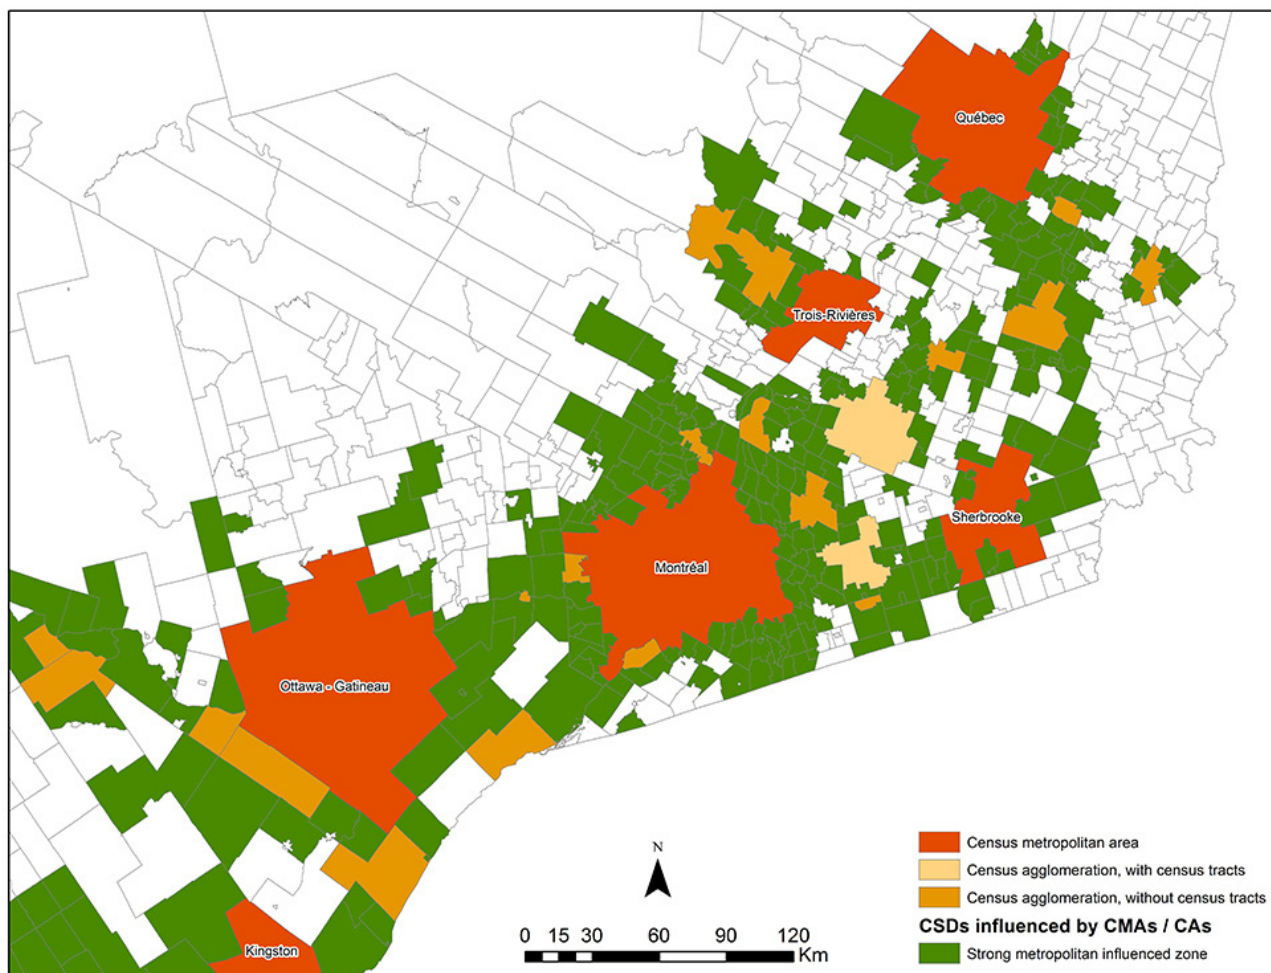 Québec
Trois-Rivières
Sherbrooke
Montréal
Ottawa - Gatineau
Kingston
N
0 15 30 60 90 120
Km
Census metropolitan area
Census agglomeration, with census tracts
Census agglomeration, without census tracts
CSDs influenced by CMAs / CAs
Strong metropolitan influenced zone